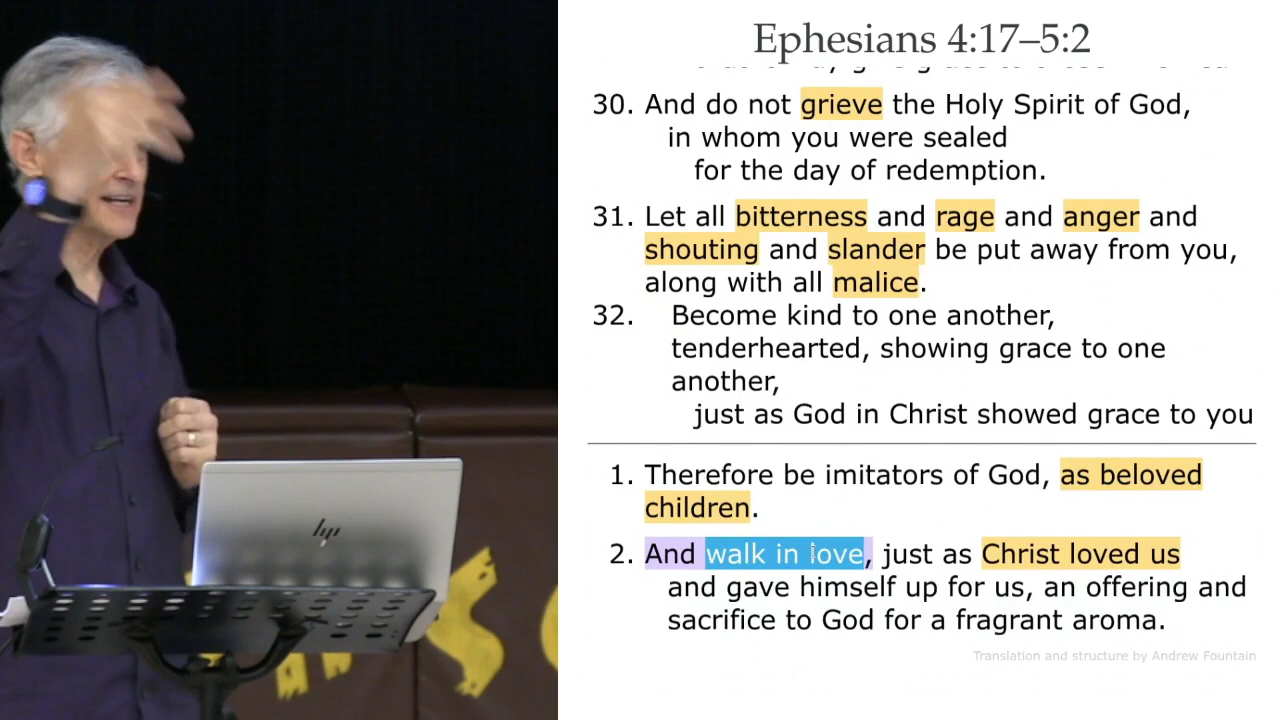 Ephesians 4:17–5:2
30. And do not grieve the Holy Spirit of God,
in whom you were sealed
for the day of redemption.
31. Let all bitterness and rage and anger and
shouting and slander be put away from you,
along with all malice.
32. Become kind to one another,
tenderhearted, showing grace to one
another,
just as God in Christ showed grace to you
1. Therefore be imitators of God, as beloved
children.
2. And walk in love, just as Christ loved us
and gave himself up for us, an offering and
sacrifice to God for a fragrant aroma.
Translation and structure by Andrew Fountain
hp